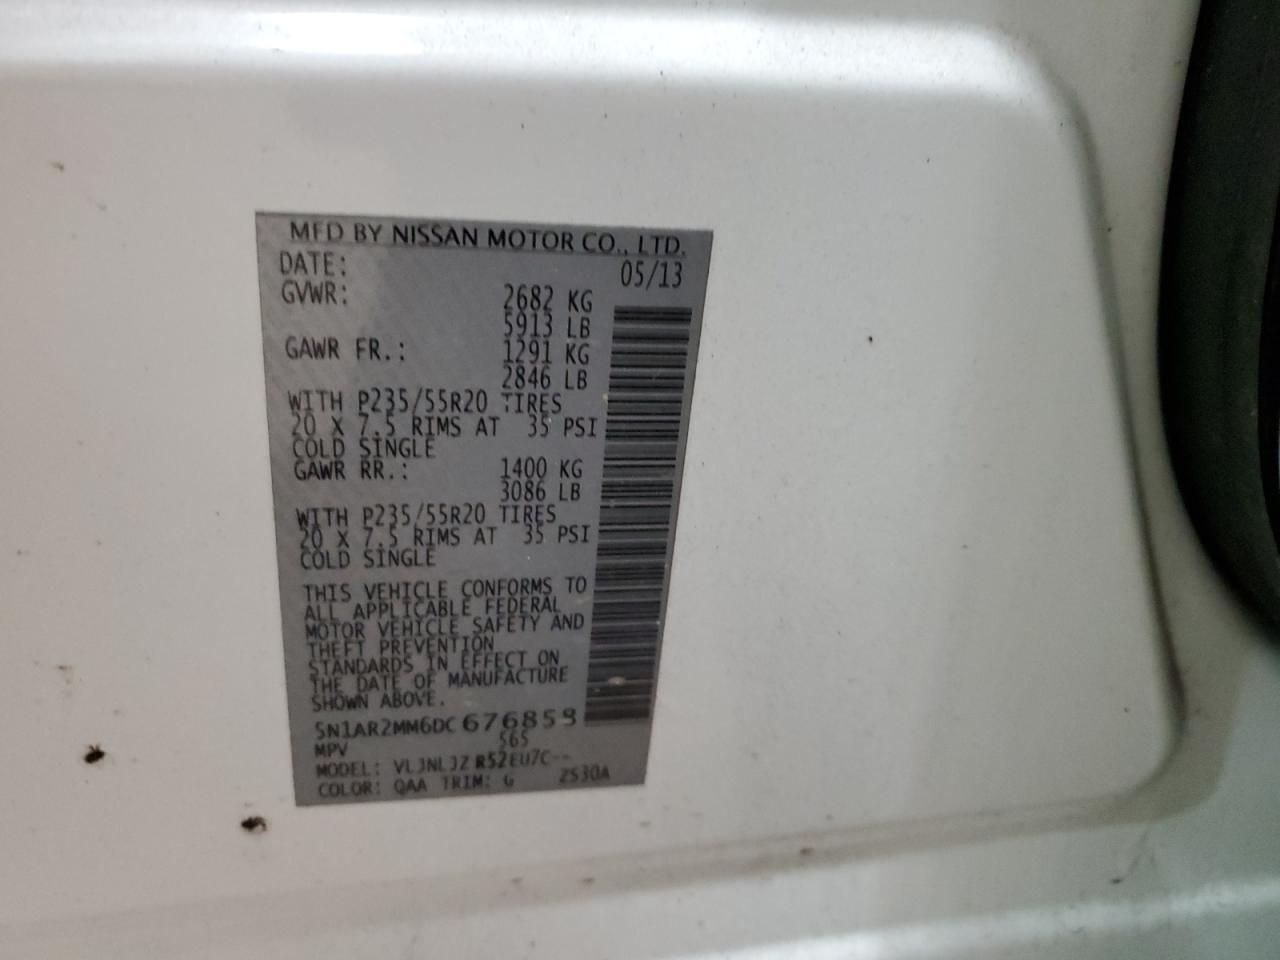 MFD BY NISSAN MOTOR CO., LTD.
DATE: 05/13
GVWR: 2682 KG
5913 LB
GAWR FR.: 1291 KG
2846 LB
WITH P235/55R20 TIRES
20 X 7.5 RIMS AT 35 PSI
COLD SINGLE
GAWR RR.: 1400 KG
3086 LB
WITH P235/55R20 TIRES
20 X 7.5 RIMS AT 35 PSI
COLD SINGLE
THIS VEHICLE CONFORMS TO
ALL APPLICABLE FEDERAL
MOTOR VEHICLE SAFETY AND
THEFT PREVENTION
STANDARDS IN EFFECT ON
THE DATE OF MANUFACTURE
SHOWN ABOVE.
5N1AR2MM6DC676859
MPV 565
MODEL: VLJNLJZ R52EU7C--
COLOR: QAA TRIM: G ZS30A